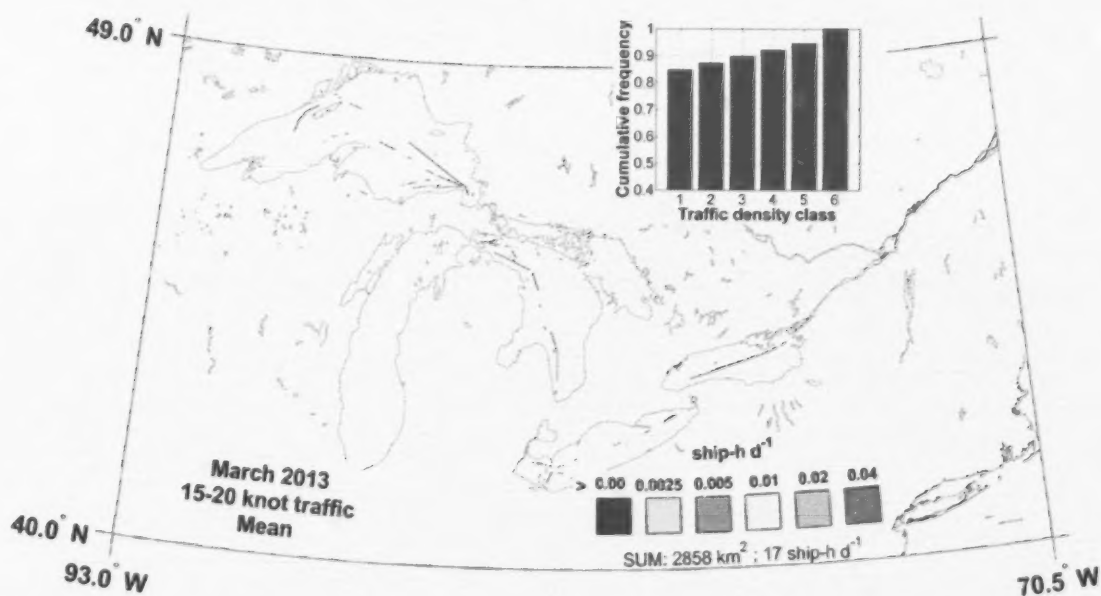 49.0° N
Cumulative frequency
1
0.9
0.8
0.7
0.6
0.5
0.4
1 2 3 4 5 6
Traffic density class
March 2013
15-20 knot traffic
Mean
ship-h d⁻¹
> 0.00 0.0025 0.005 0.01 0.02 0.04
SUM: 2858 km² ; 17 ship-h d⁻¹
40.0° N
93.0° W
70.5° W